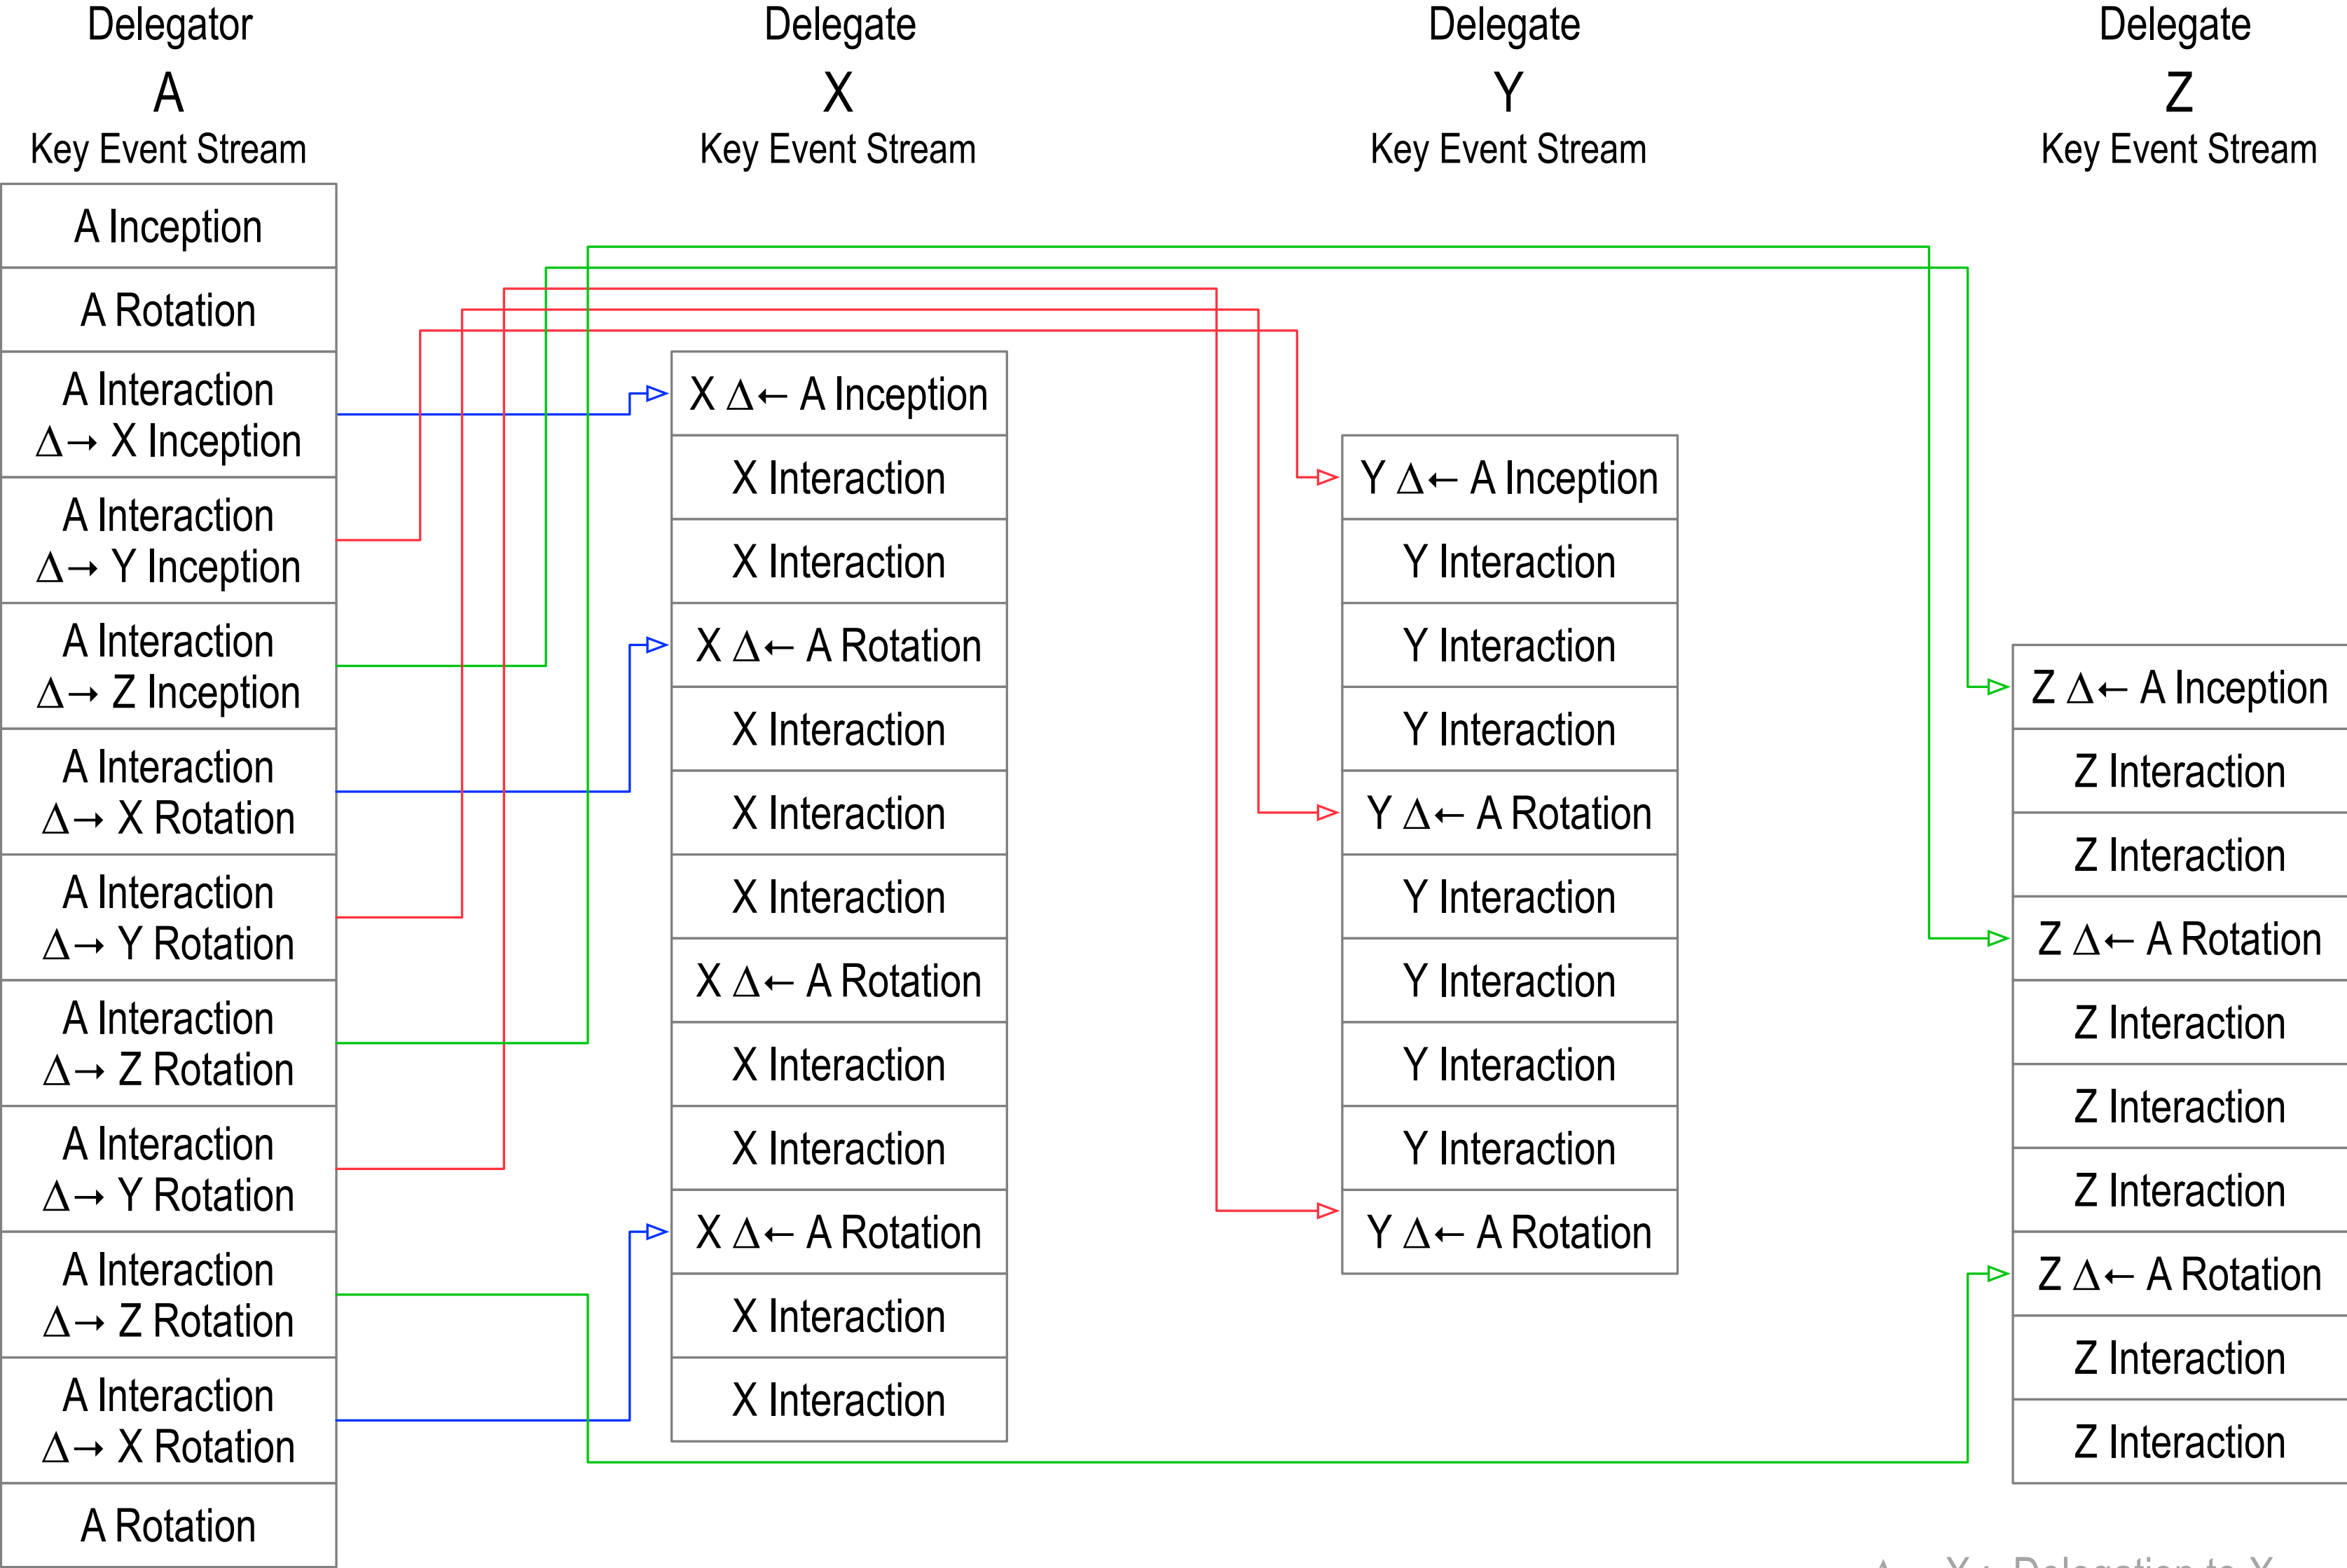 Delegator
A
Key Event Stream
A Inception
A Rotation
A Interaction
Δ→ X Inception
A Interaction
Δ→ Y Inception
A Interaction
Δ→ Z Inception
A Interaction
Δ→ X Rotation
A Interaction
Δ→ Y Rotation
A Interaction
Δ→ Z Rotation
A Interaction
Δ→ Y Rotation
A Interaction
Δ→ Z Rotation
A Interaction
Δ→ X Rotation
A Rotation
Delegate
X
Key Event Stream
X Δ← A Inception
X Interaction
X Interaction
X Δ← A Rotation
X Interaction
X Interaction
X Interaction
X Δ← A Rotation
X Interaction
X Interaction
X Δ← A Rotation
X Interaction
X Interaction
Delegate
Y
Key Event Stream
Y Δ← A Inception
Y Interaction
Y Interaction
Y Interaction
Y Δ← A Rotation
Y Interaction
Y Interaction
Y Interaction
Y Interaction
Y Δ← A Rotation
Delegate
Z
Key Event Stream
Z Δ← A Inception
Z Interaction
Z Interaction
Z Δ← A Rotation
Z Interaction
Z Interaction
Z Interaction
Z Δ← A Rotation
Z Interaction
Z Interaction
X : Delegation to X